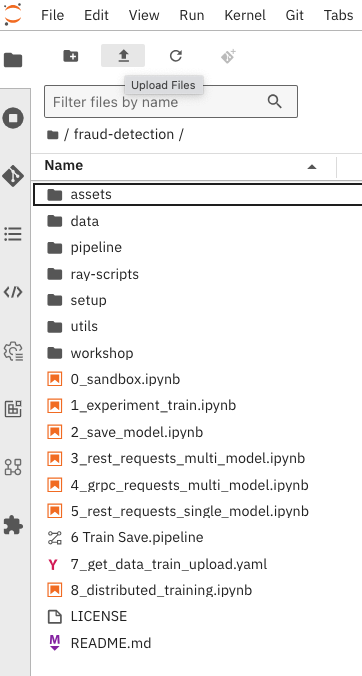 File Edit View Run Kernel Git Tabs
Upload Files
Filter files by name
/ fraud-detection /
Name
assets
data
pipeline
ray-scripts
setup
utils
workshop
0_sandbox.ipynb
1_experiment_train.ipynb
2_save_model.ipynb
3_rest_requests_multi_model.ipynb
4_grpc_requests_multi_model.ipynb
5_rest_requests_single_model.ipynb
6 Train Save.pipeline
Y 7_get_data_train_upload.yaml
8_distributed_training.ipynb
LICENSE
M README.md